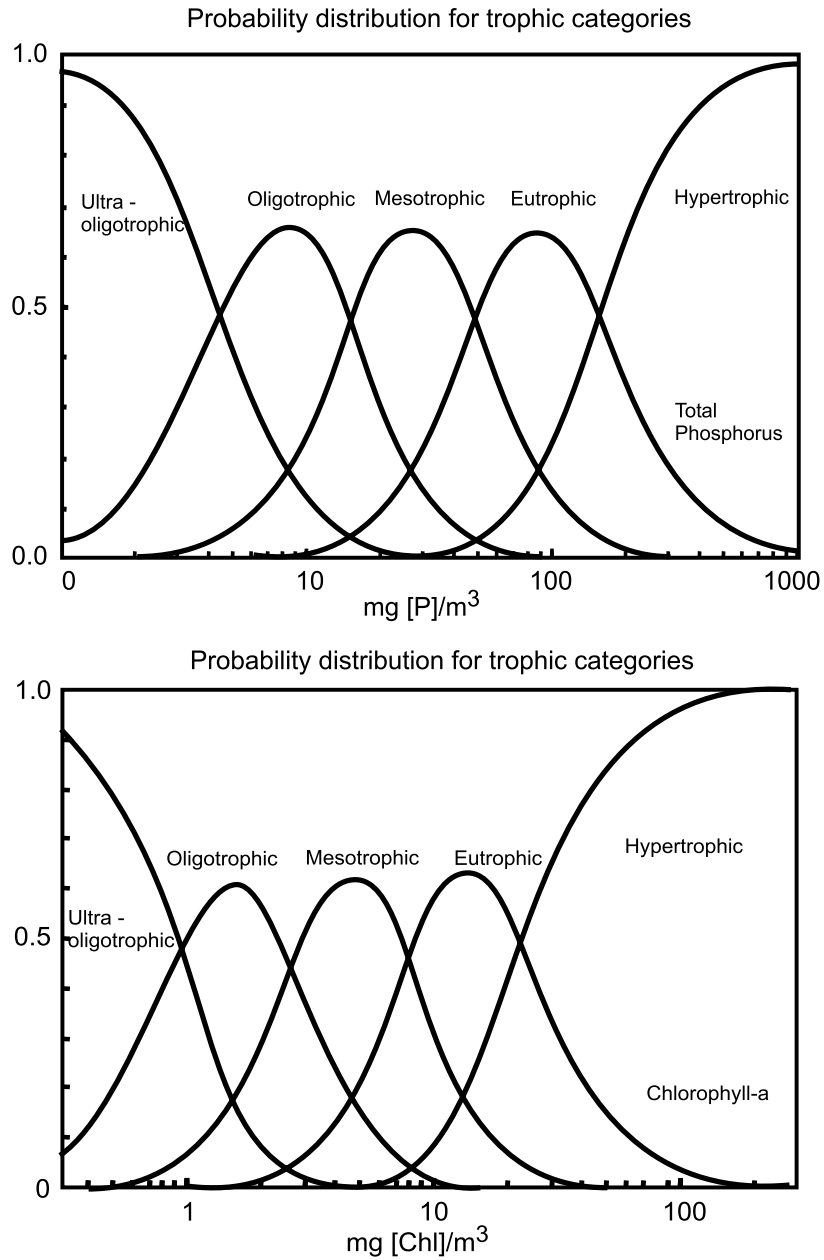 Probability distribution for trophic categories
1.0
Ultra -
oligotrophic
Oligotrophic
Mesotrophic
Eutrophic
Hypertrophic
0.5
Total
Phosphorus
0.0
0
10
100
1000
mg [P]/m3
Probability distribution for trophic categories
1.0
Oligotrophic
Mesotrophic
Eutrophic
Hypertrophic
Ultra -
oligotrophic
0.5
Chlorophyll-a
0
1
10
100
mg [Chl]/m3